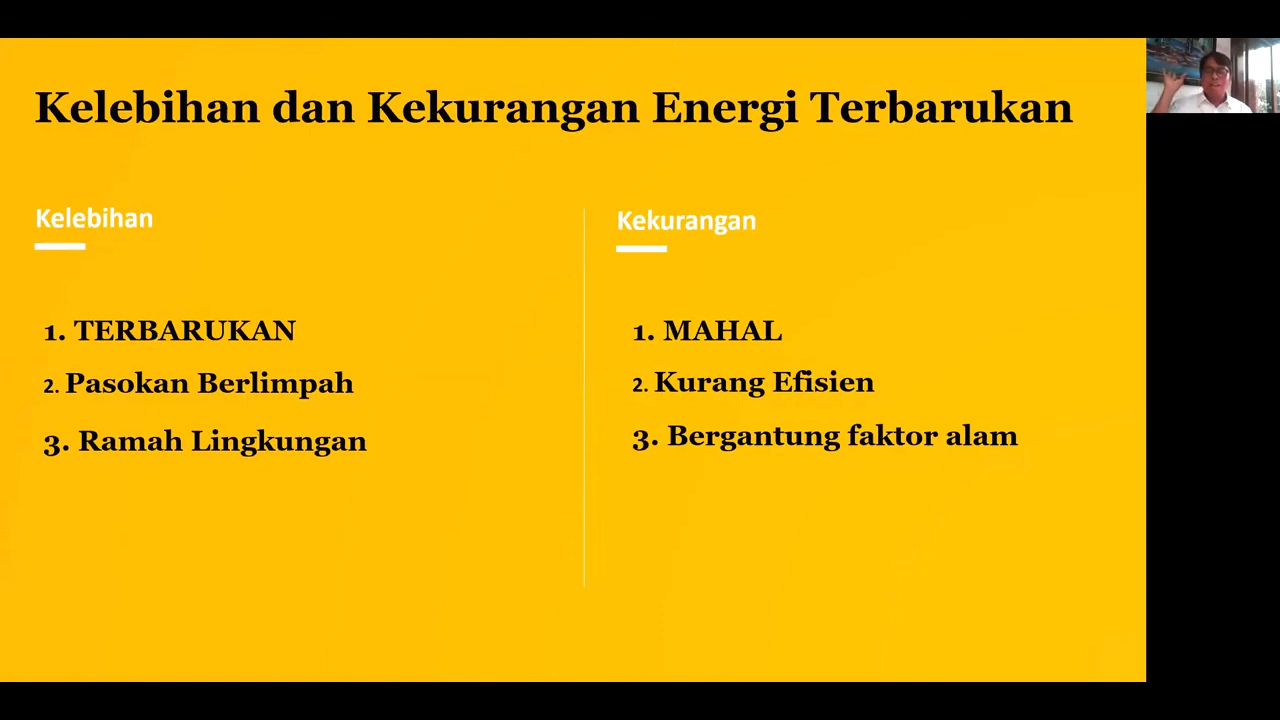 Kelebihan dan Kekurangan Energi Terbarukan
Kelebihan
1. TERBARUKAN
2. Pasokan Berlimpah
3. Ramah Lingkungan
Kekurangan
1. MAHAL
2. Kurang Efisien
3. Bergantung faktor alam